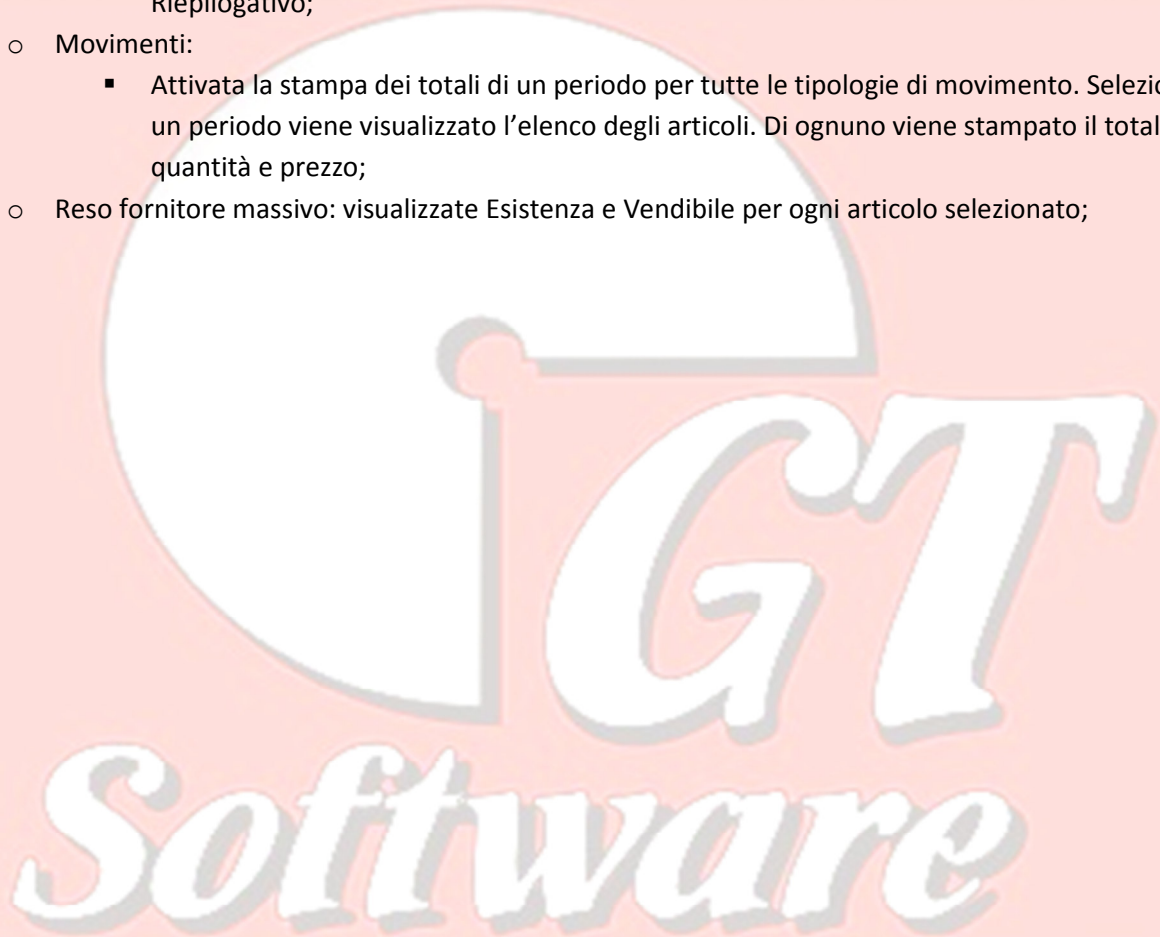 Riepilogativo;
o Movimenti:
▪ Attivata la stampa dei totali di un periodo per tutte le tipologie di movimento.
un periodo viene visualizzato l’elenco degli articoli. Di ognuno viene stampato il
quantità e prezzo;
o Reso fornitore massivo: visualizzate Esistenza e Vendibile per ogni articolo selezionato;
GT
Software